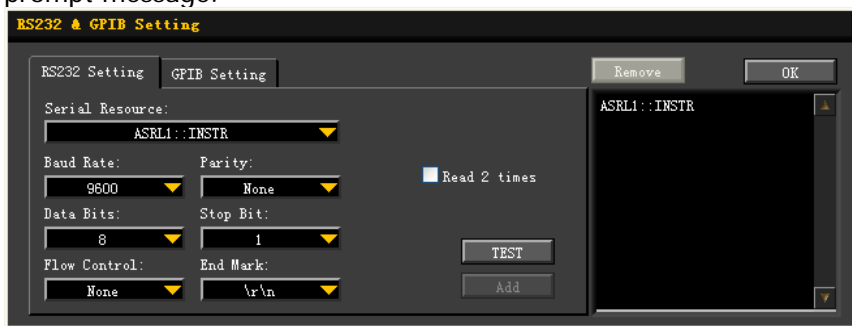 prompt message.
RS232 & GPIB Setting
RS232 Setting GPIB Setting
Remove OK
Serial Resource:
ASRL1::INSTR
ASRL1::INSTR
Baud Rate: Parity:
9600 None
Read 2 times
Data Bits: Stop Bit:
8 1
TEST
Flow Control: End Mark:
None \r\n
Add